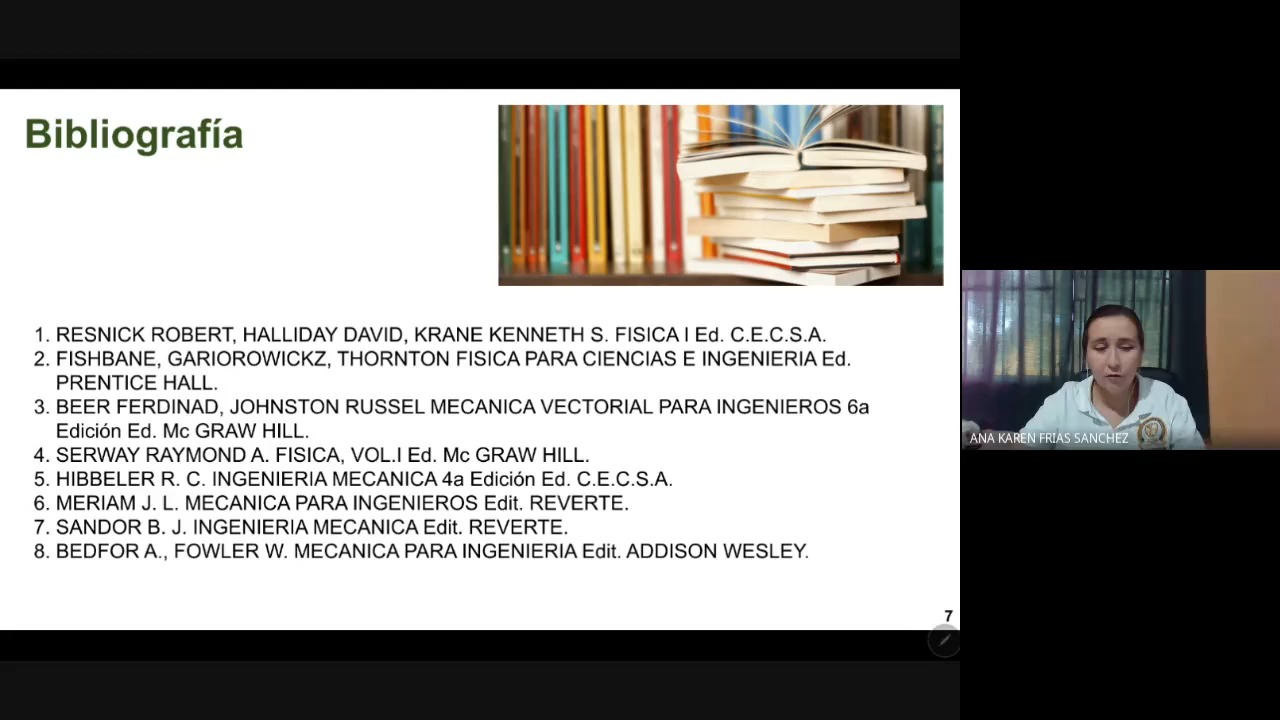 Bibliografía
1. RESNICK ROBERT, HALLIDAY DAVID, KRANE KENNETH S. FISICA I Ed. C.E.C.S.A.
2. FISHBANE, GARIOROWICKZ, THORNTON FISICA PARA CIENCIAS E INGENIERIA Ed.
PRENTICE HALL.
3. BEER FERDINAD, JOHNSTON RUSSEL MECANICA VECTORIAL PARA INGENIEROS 6a
Edición Ed. Mc GRAW HILL.
4. SERWAY RAYMOND A. FISICA, VOL.I Ed. Mc GRAW HILL.
5. HIBBELER R. C. INGENIERIA MECANICA 4a Edición Ed. C.E.C.S.A.
6. MERIAM J. L. MECANICA PARA INGENIEROS Edit. REVERTE.
7. SANDOR B. J. INGENIERIA MECANICA Edit. REVERTE.
8. BEDFOR A., FOWLER W. MECANICA PARA INGENIERIA Edit. ADDISON WESLEY.
7
ANA KAREN FRIAS SANCHEZ